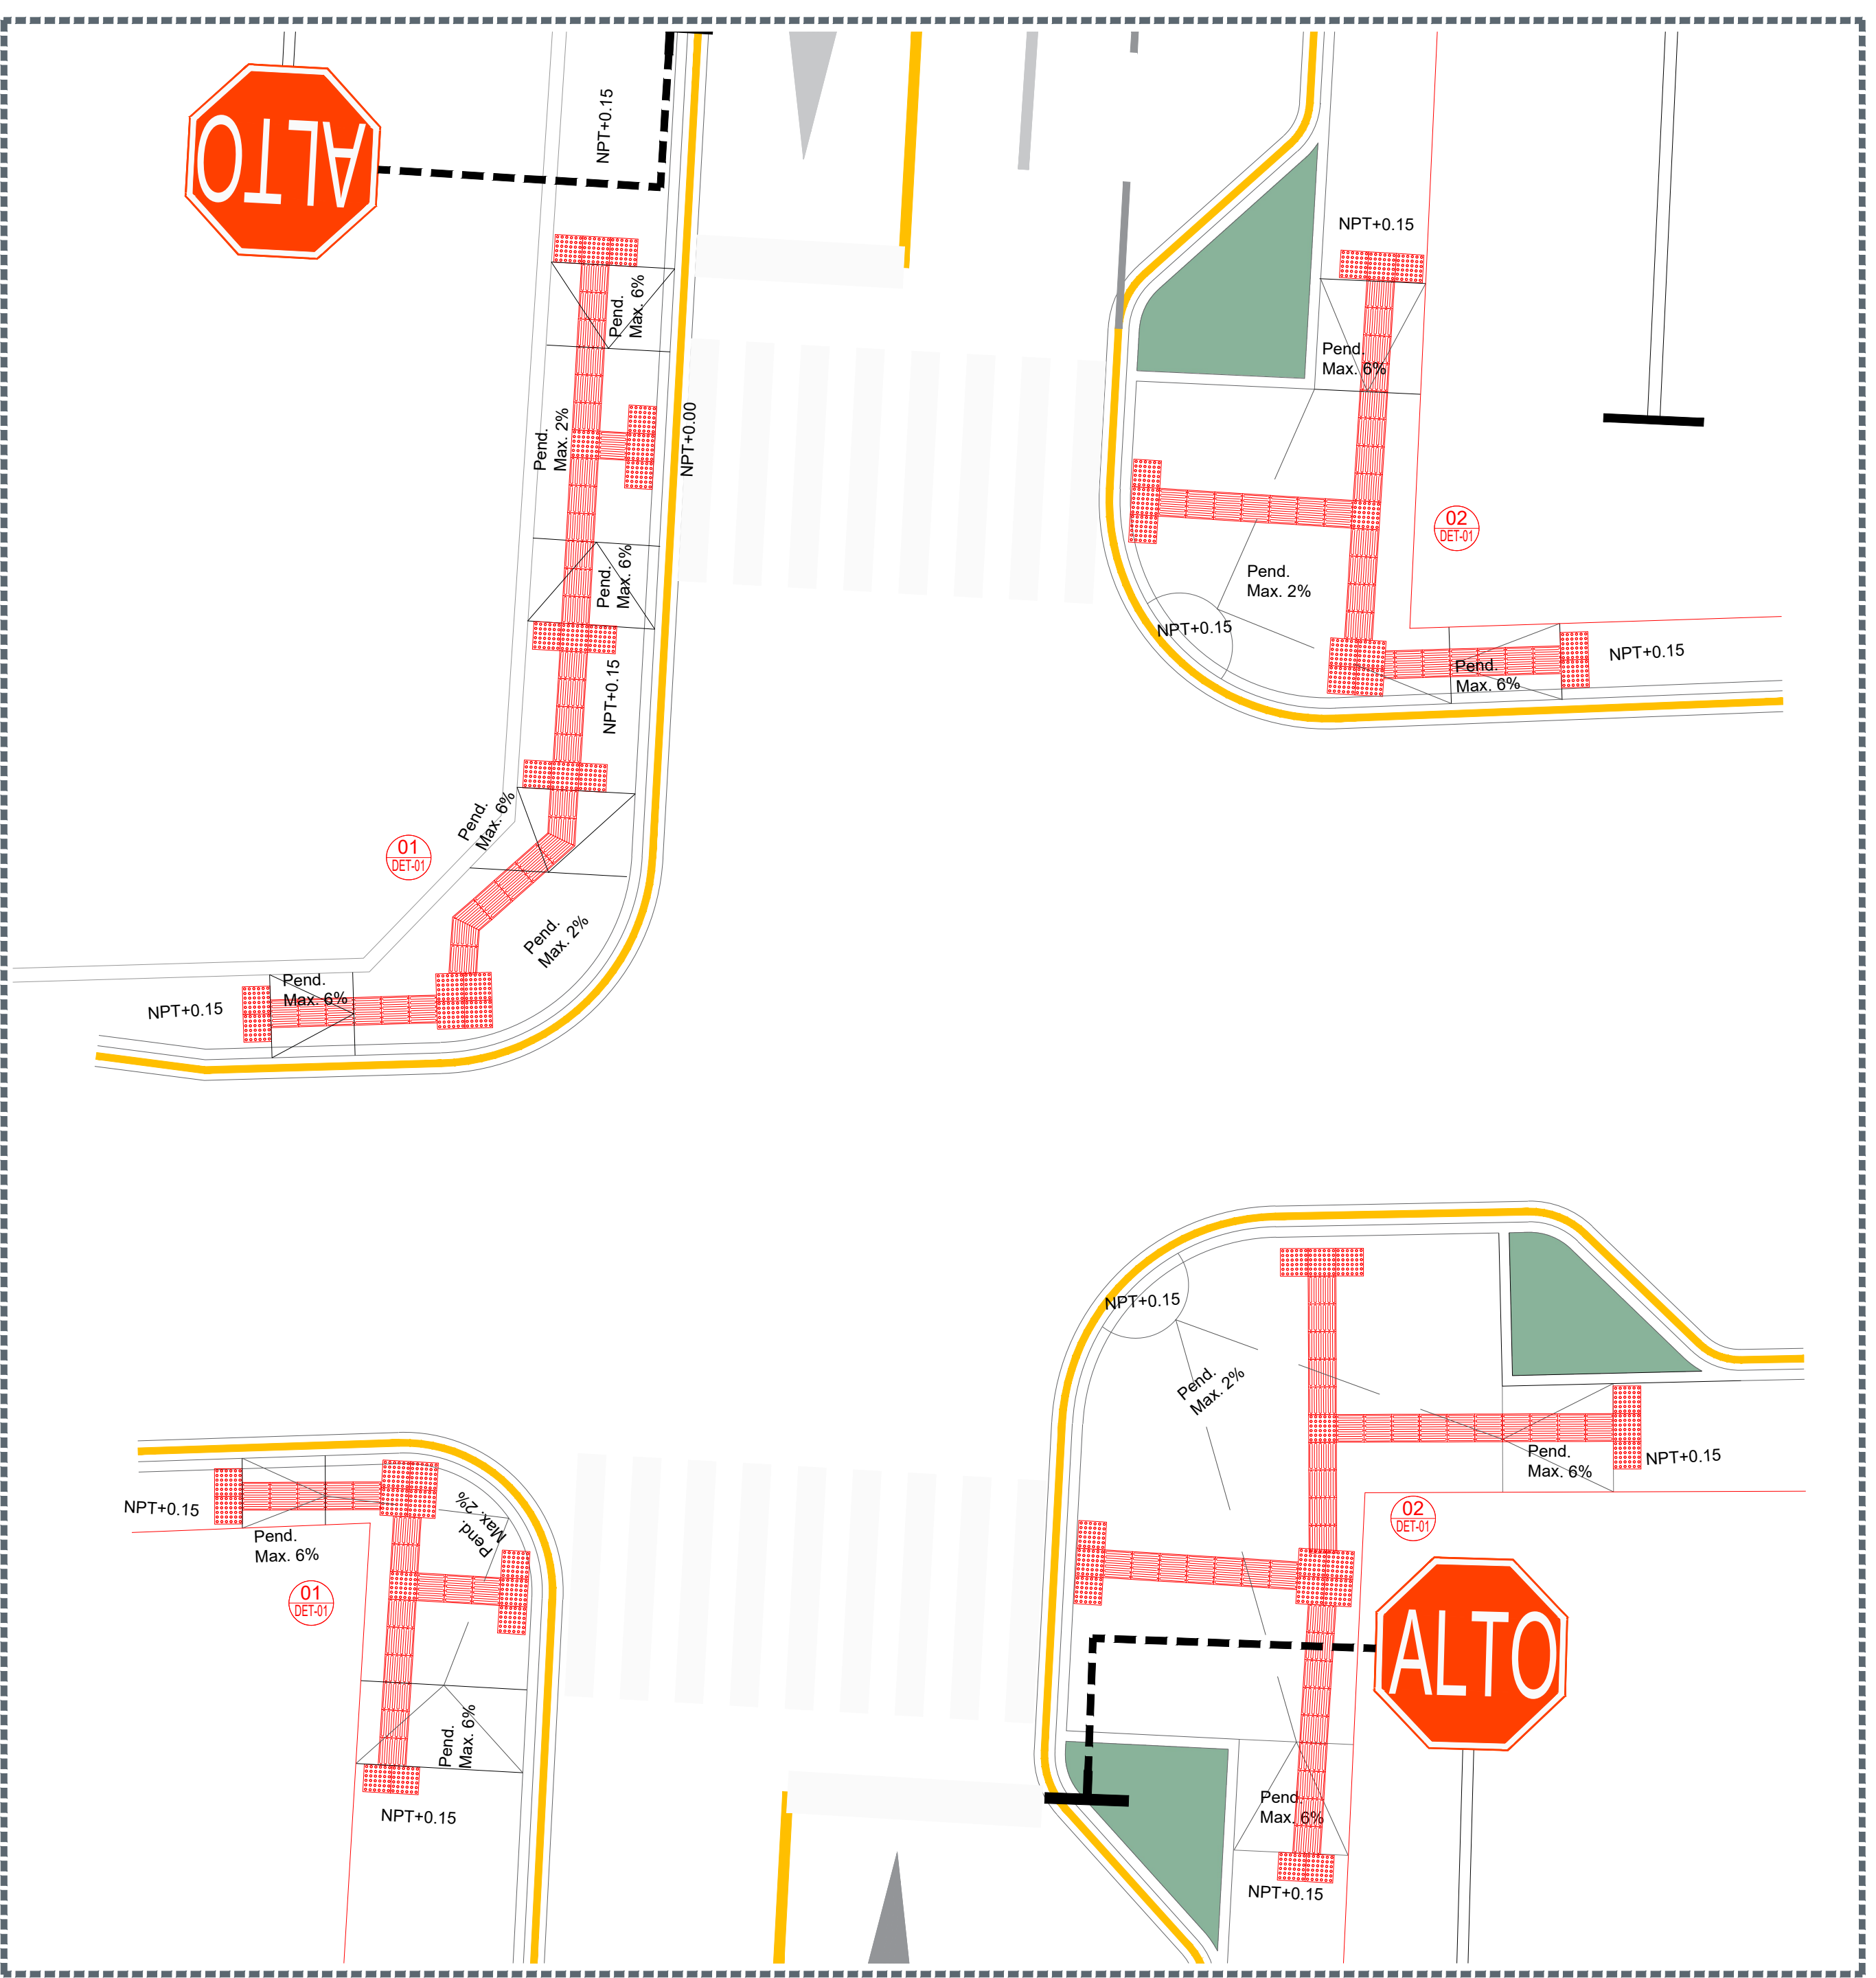 ALTO
NPT+0.15
Pend.
Max. 6%
Pend.
Max. 2%
NPT+0.00
Pend.
Max. 6%
NPT+0.15
Pend.
Max. 6%
01
DET-01
Pend.
Max. 2%
Pend.
Max. 6%
NPT+0.15
NPT+0.15
Pend.
Max. 6%
02
DET-01
Pend.
Max. 2%
NPT+0.15
Pend.
Max. 6%
NPT+0.15
NPT+0.15
Pend.
Max. 2%
Pend.
Max. 6%
01
DET-01
Pend.
Max. 6%
NPT+0.15
NPT+0.15
Pend.
Max. 2%
Pend.
Max. 6%
NPT+0.15
02
DET-01
ALTO
Pend.
Max. 6%
NPT+0.15